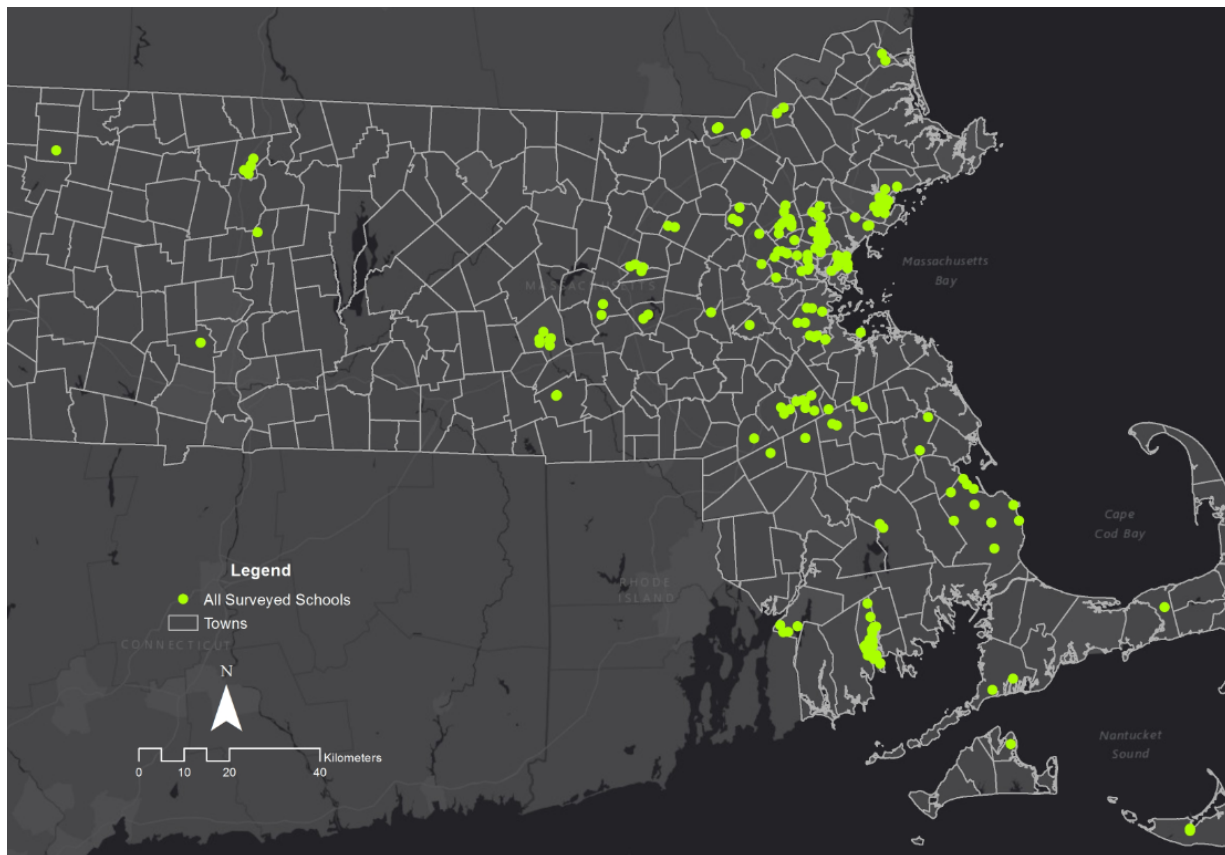 MASSACHUSETTS
Massachusetts
Bay
Cape
Cod Bay
RHODE
ISLAND
CONNECTICUT
Nantucket
Sound
Legend
All Surveyed Schools
Towns
N
Kilometers
0 10 20 40